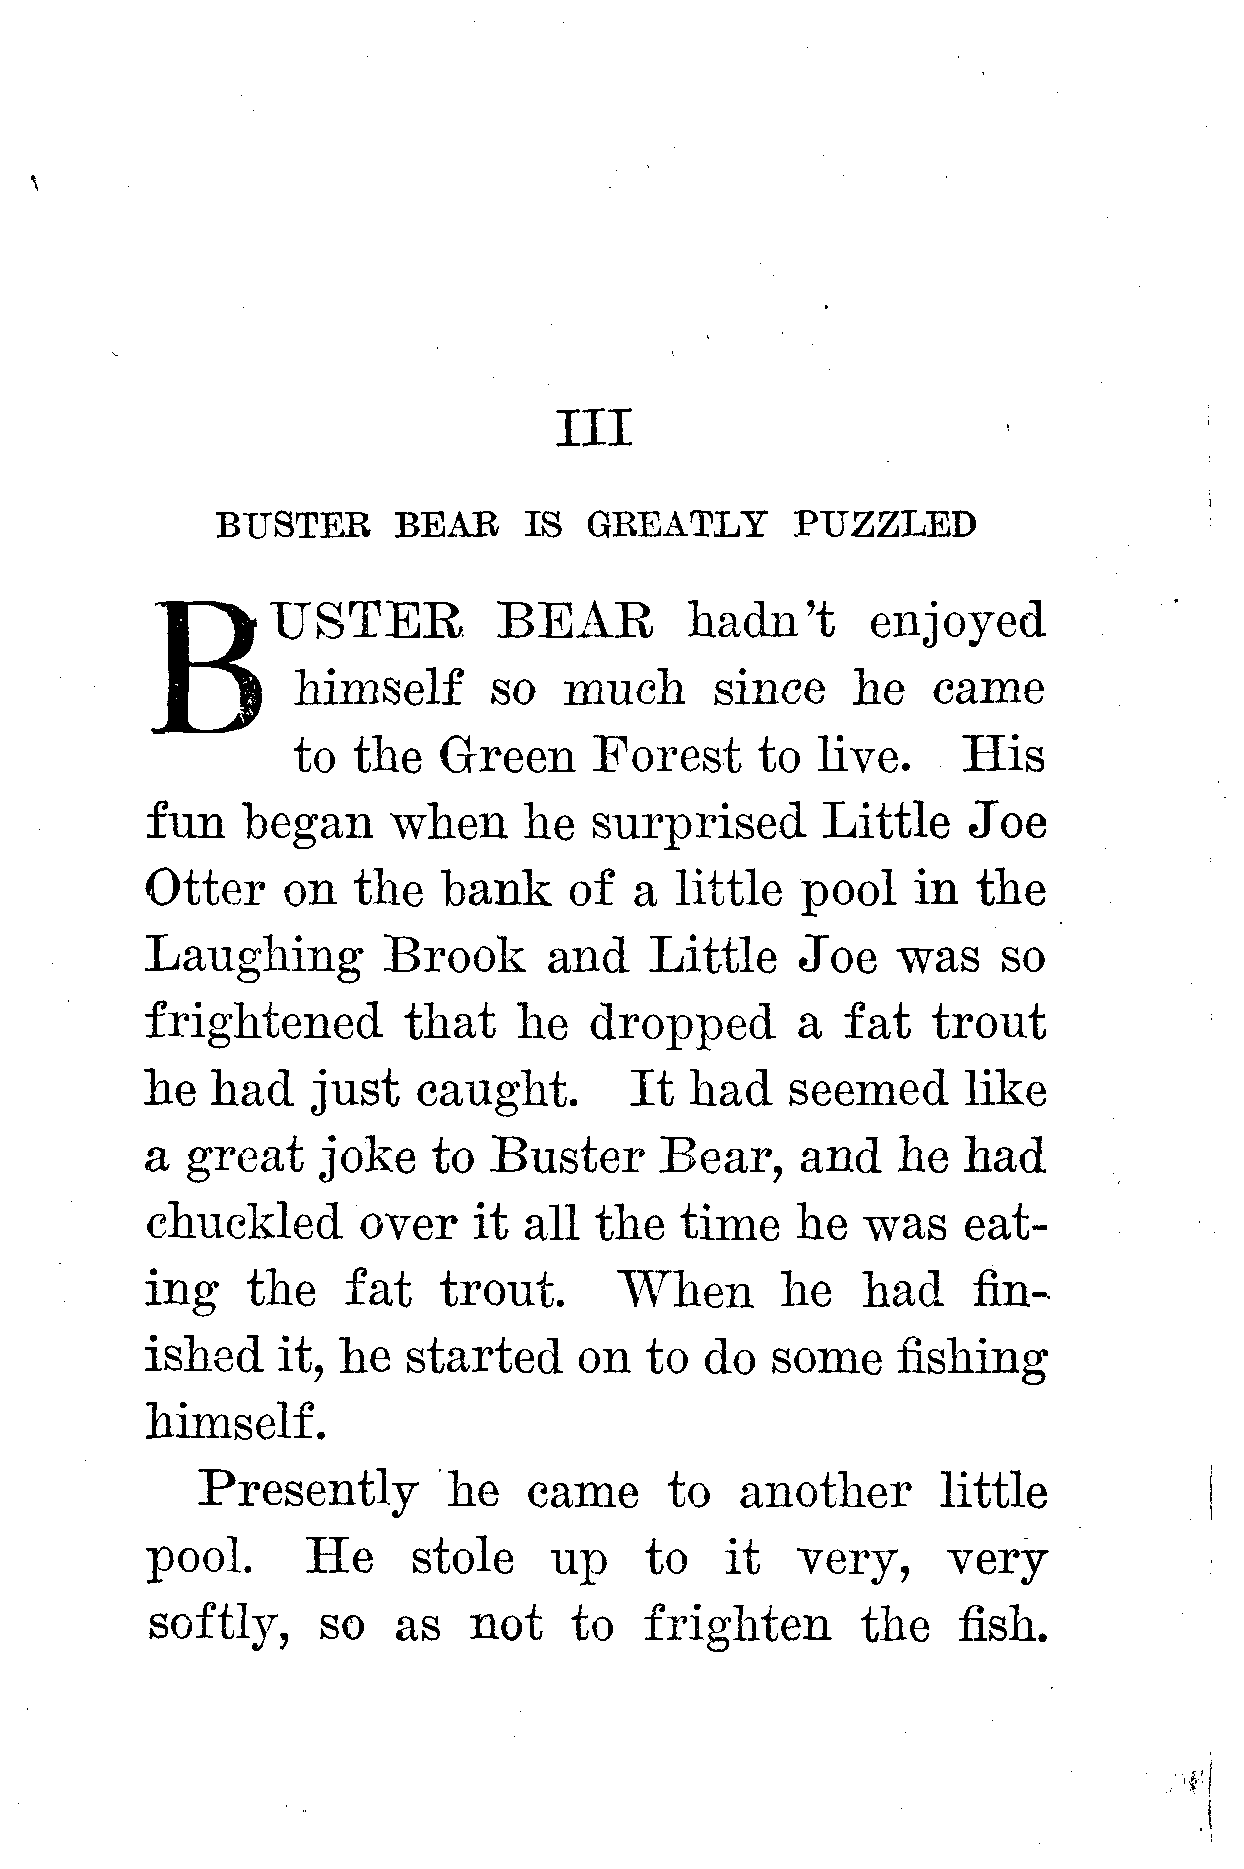 III
BUSTER BEAR IS GREATLY PUZZLED
BUSTER BEAR hadn't enjoyed
himself so much since he came
to the Green Forest to live. His
fun began when he surprised Little Joe
Otter on the bank of a little pool in the
Laughing Brook and Little Joe was so
frightened that he dropped a fat trout
he had just caught. It had seemed like
a great joke to Buster Bear, and he had
chuckled over it all the time he was eat-
ing the fat trout. When he had fin-
ished it, he started on to do some fishing
himself.
Presently he came to another little
pool. He stole up to it very, very
softly, so as not to frighten the fish.